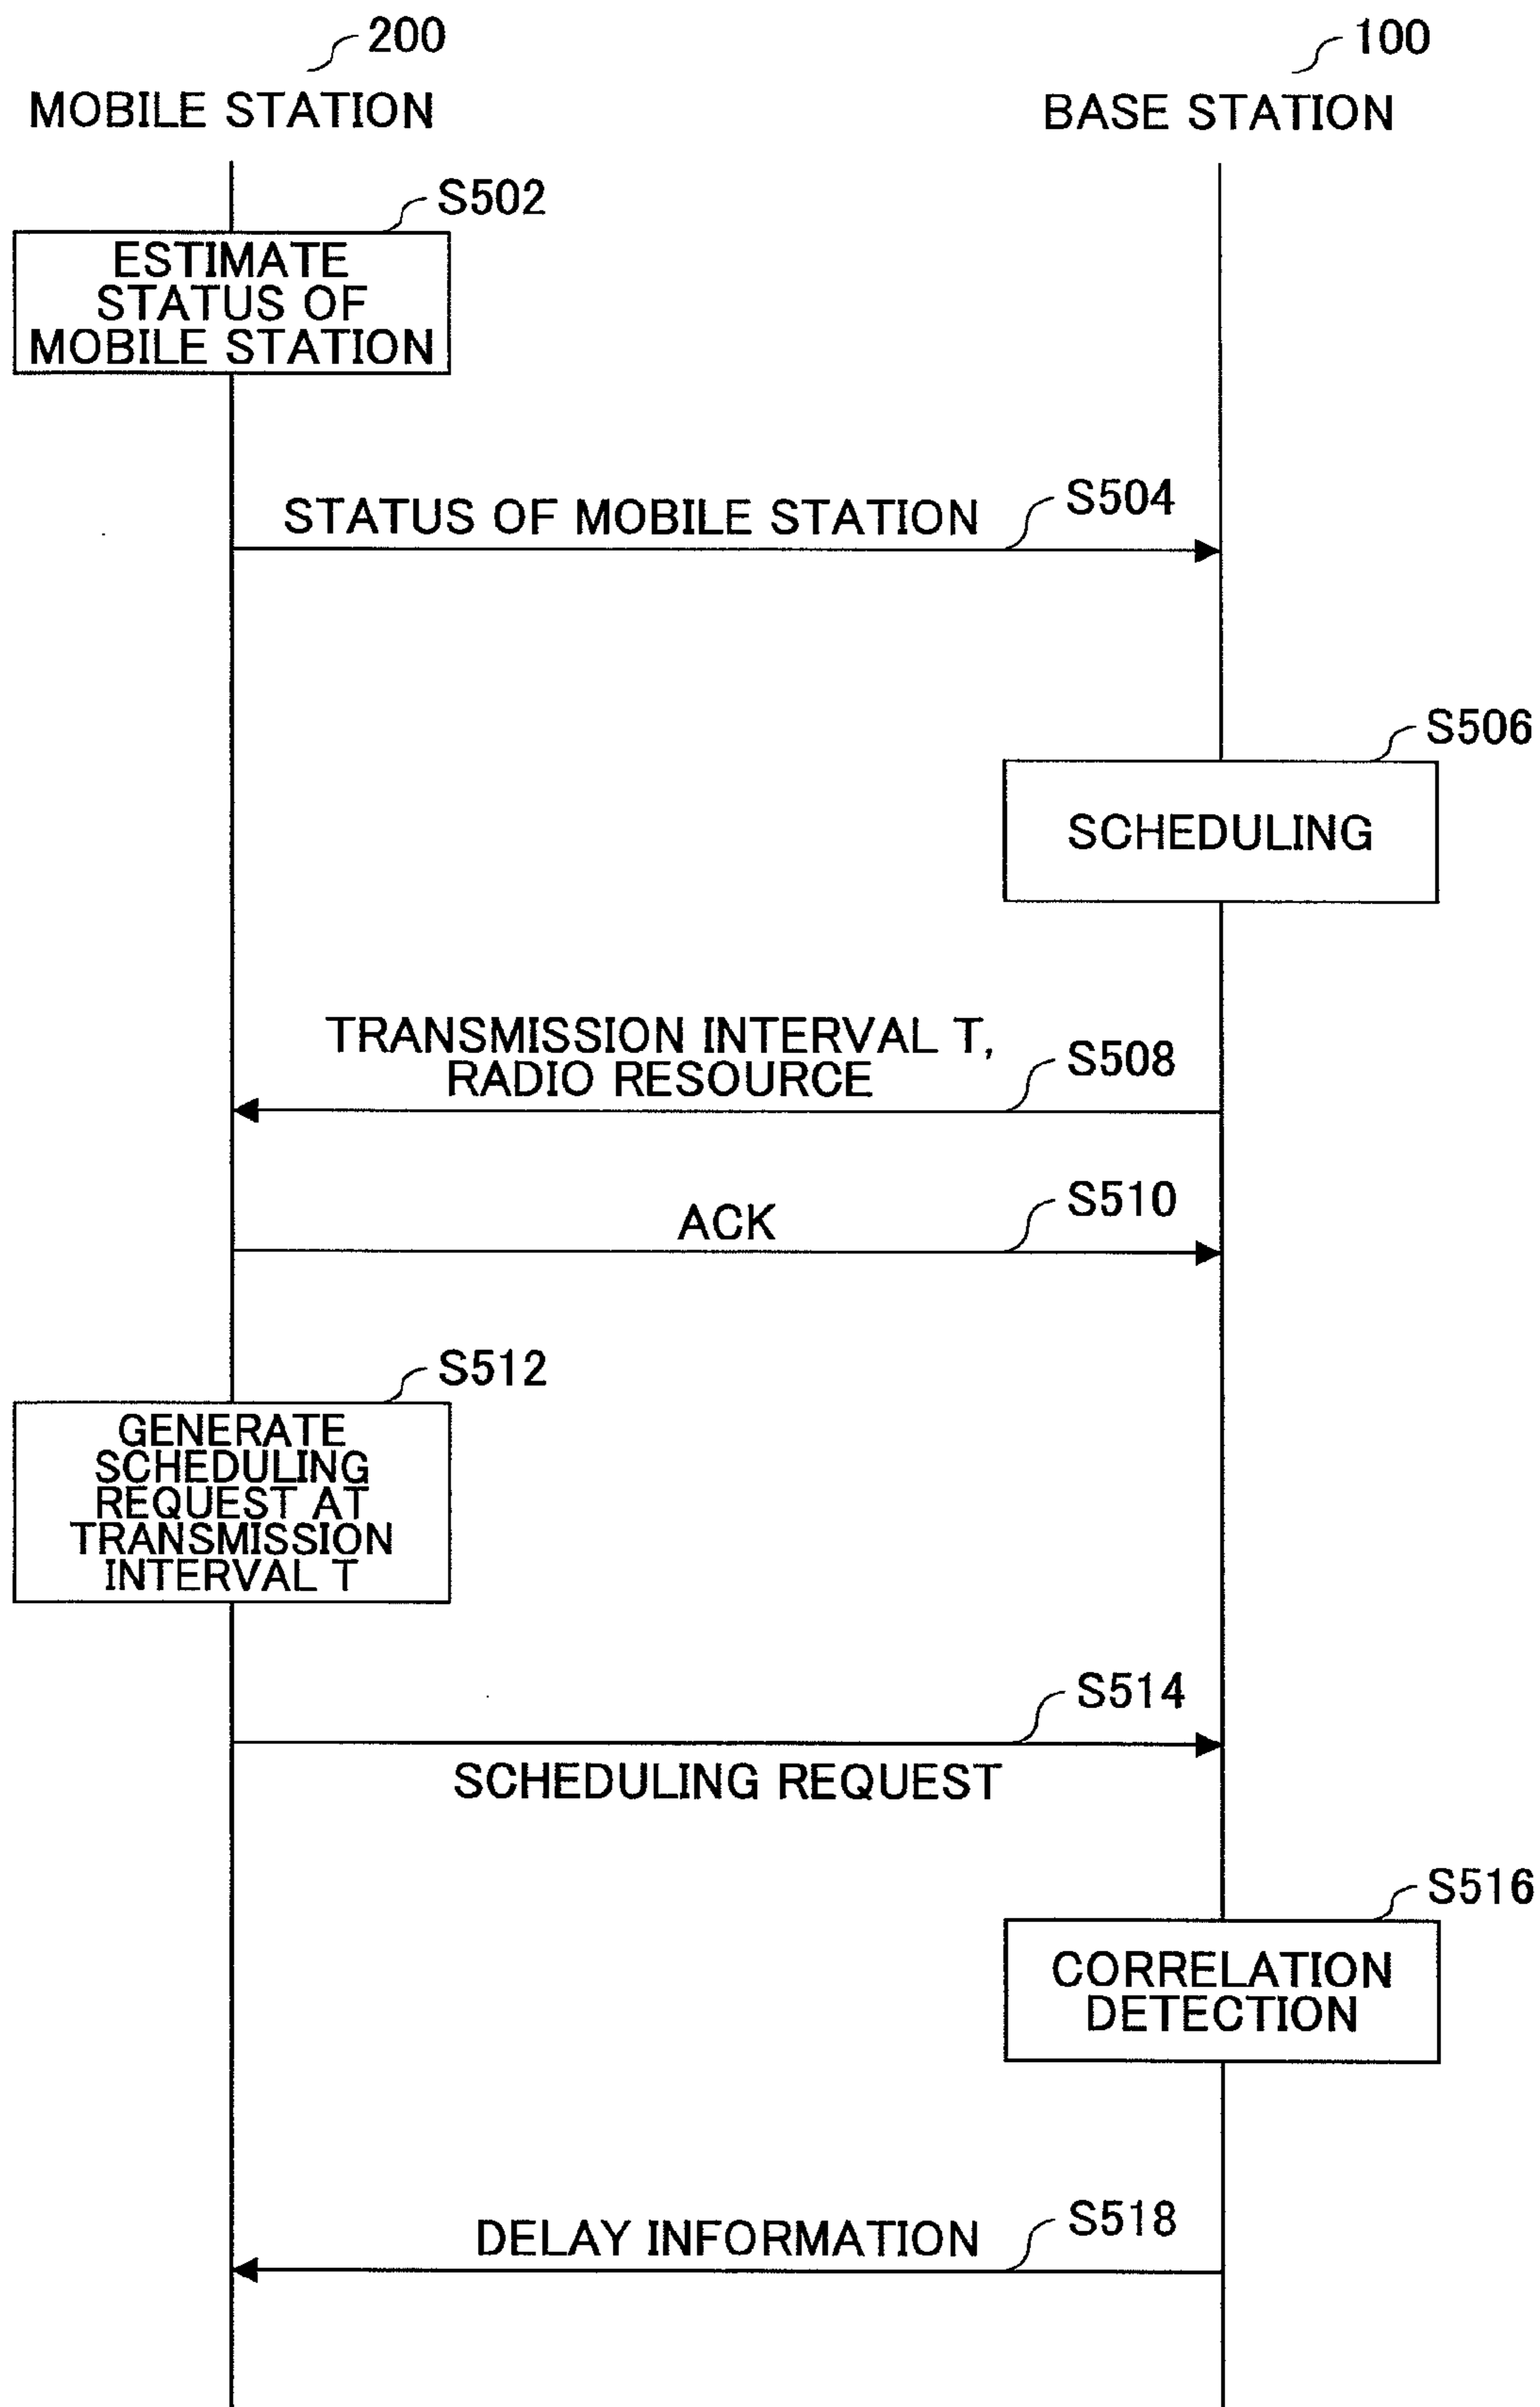 200
100
MOBILE STATION
BASE STATION
S502
ESTIMATE
STATUS OF
MOBILE STATION
STATUS OF MOBILE STATION
S504
S506
SCHEDULING
TRANSMISSION INTERVAL T,
RADIO RESOURCE
S508
ACK
S510
S512
GENERATE
SCHEDULING
REQUEST AT
TRANSMISSION
INTERVAL T
S514
SCHEDULING REQUEST
S516
CORRELATION
DETECTION
DELAY INFORMATION
S518